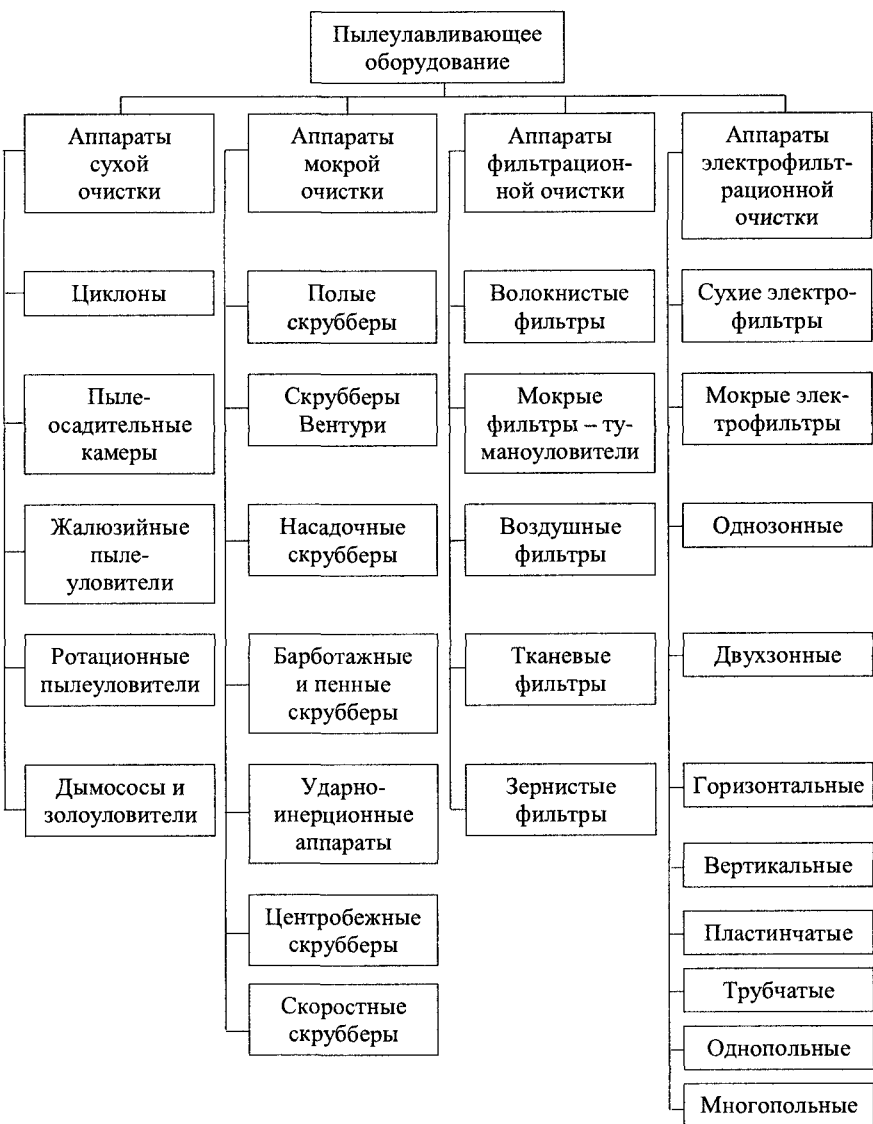 Пылеулавливающее
оборудование
Аппараты
сухой
очистки
Циклоны
Пыле-
осадительные
камеры
Жалюзийные
пыле-
уловители
Ротационные
пылеуловители
Дымососы и
золоуловители
Аппараты
мокрой
очистки
Полые
скрубберы
Скрубберы
Вентури
Насадочные
скрубберы
Барботажные
и пенные
скрубберы
Ударно-
инерционные
аппараты
Центробежные
скрубберы
Скоростные
скрубберы
Аппараты
фильтрацион-
ной очистки
Волокнистые
фильтры
Мокрые
фильтры – ту-
маноуловители
Воздушные
фильтры
Тканевые
фильтры
Зернистые
фильтры
Аппараты
электрофильт-
рационной
очистки
Сухие электро-
фильтры
Мокрые элек-
трофильтры
Однозонные
Двухзонные
Горизонтальные
Вертикальные
Пластинчатые
Трубчатые
Однопольные
Многопольные